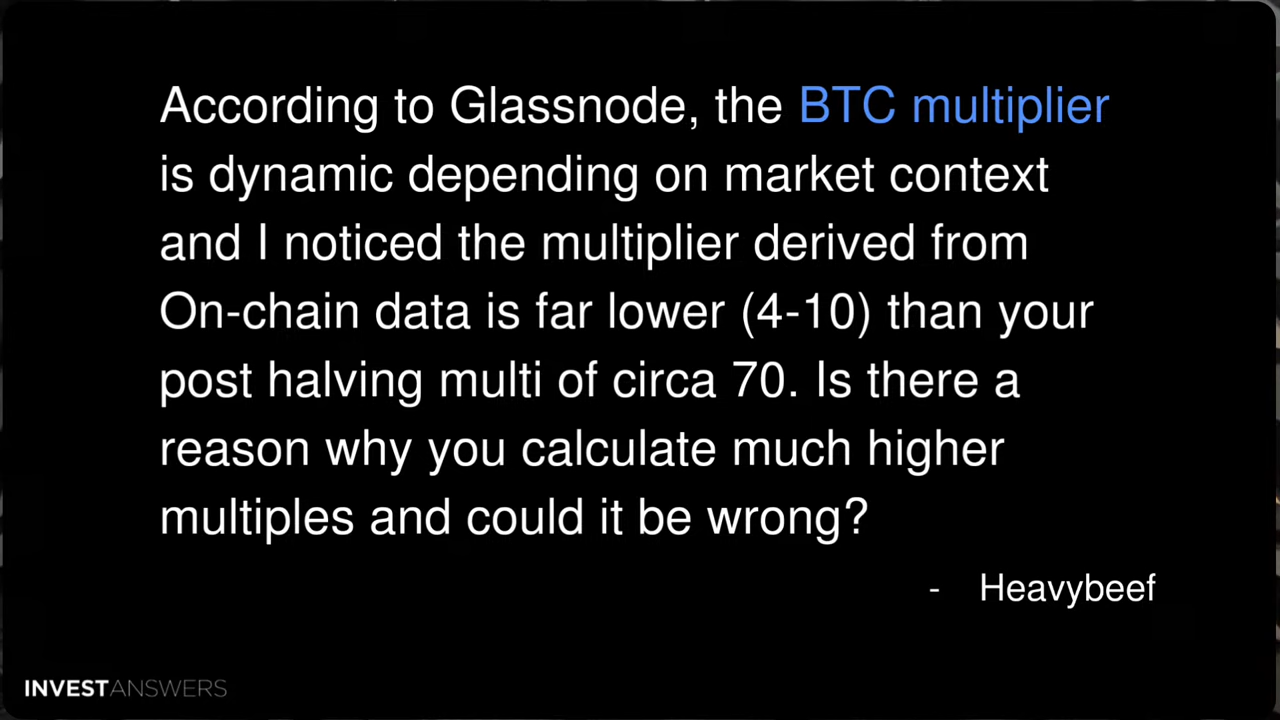 According to Glassnode, the BTC multiplier
is dynamic depending on market context
and I noticed the multiplier derived from
On-chain data is far lower (4-10) than your
post halving multi of circa 70. Is there a
reason why you calculate much higher
multiples and could it be wrong?
- Heavybeef
INVESTANSWERS